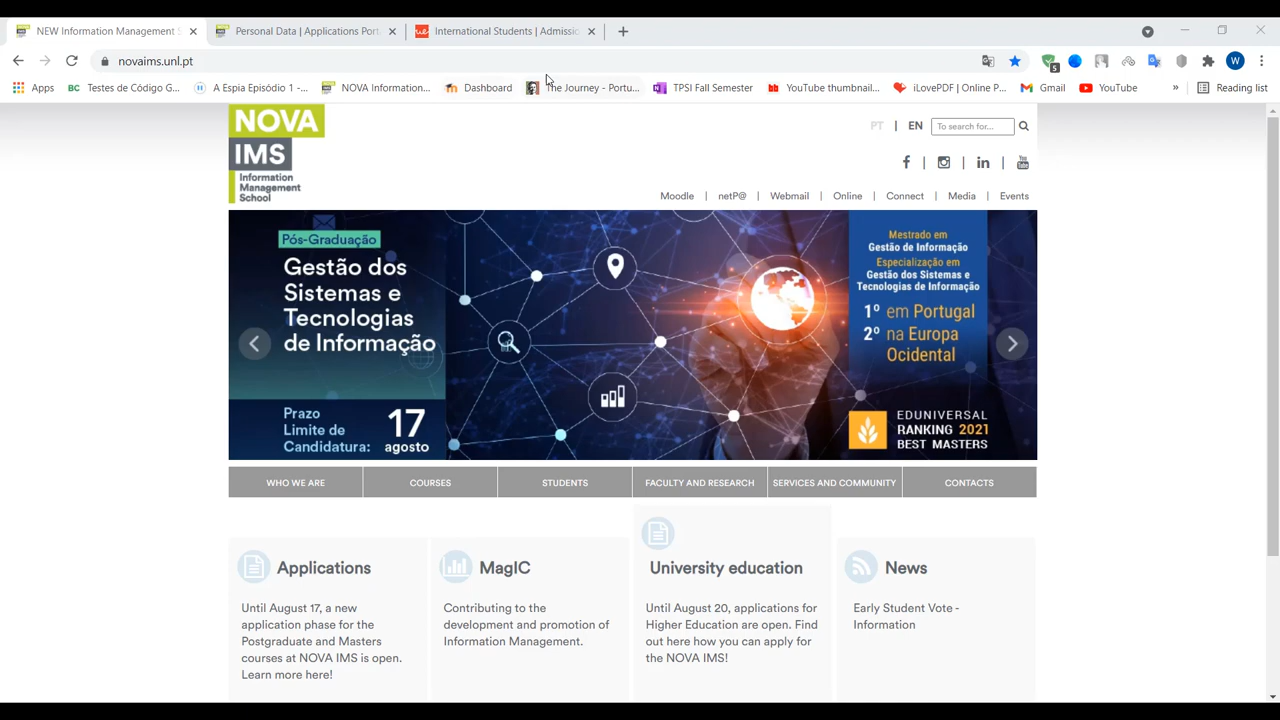 NEW Information Management S
Personal Data | Applications Port
International Students | Admissio
novaims.unl.pt
5
W
Apps
Testes de Código G...
A Espia Episódio 1 -...
NOVA Information...
Dashboard
The Journey - Portu...
TPSI Fall Semester
YouTube thumbnail...
iLovePDF | Online P...
Gmail
YouTube
»
Reading list
NOVA
IMS
Information
Management
School
PT | EN
To search for...
Moodle | netP@ | Webmail | Online | Connect | Media | Events
Pós-Graduação
Gestão dos
Sistemas e
Tecnologias
de Informação
Prazo
Limite de
Candidatura:
17
agosto
Mestrado em
Gestão de Informação
Especialização em
Gestão dos Sistemas e
Tecnologias de Informação
1º em Portugal
2º na Europa
Ocidental
EDUNIVERSAL
RANKING 2021
BEST MASTERS
WHO WE ARE
COURSES
STUDENTS
FACULTY AND RESEARCH
SERVICES AND COMMUNITY
CONTACTS
Applications
Until August 17, a new
application phase for the
Postgraduate and Masters
courses at NOVA IMS is open.
Learn more here!
MagIC
Contributing to the
development and promotion of
Information Management.
University education
Until August 20, applications for
Higher Education are open. Find
out here how you can apply for
the NOVA IMS!
News
Early Student Vote -
Information